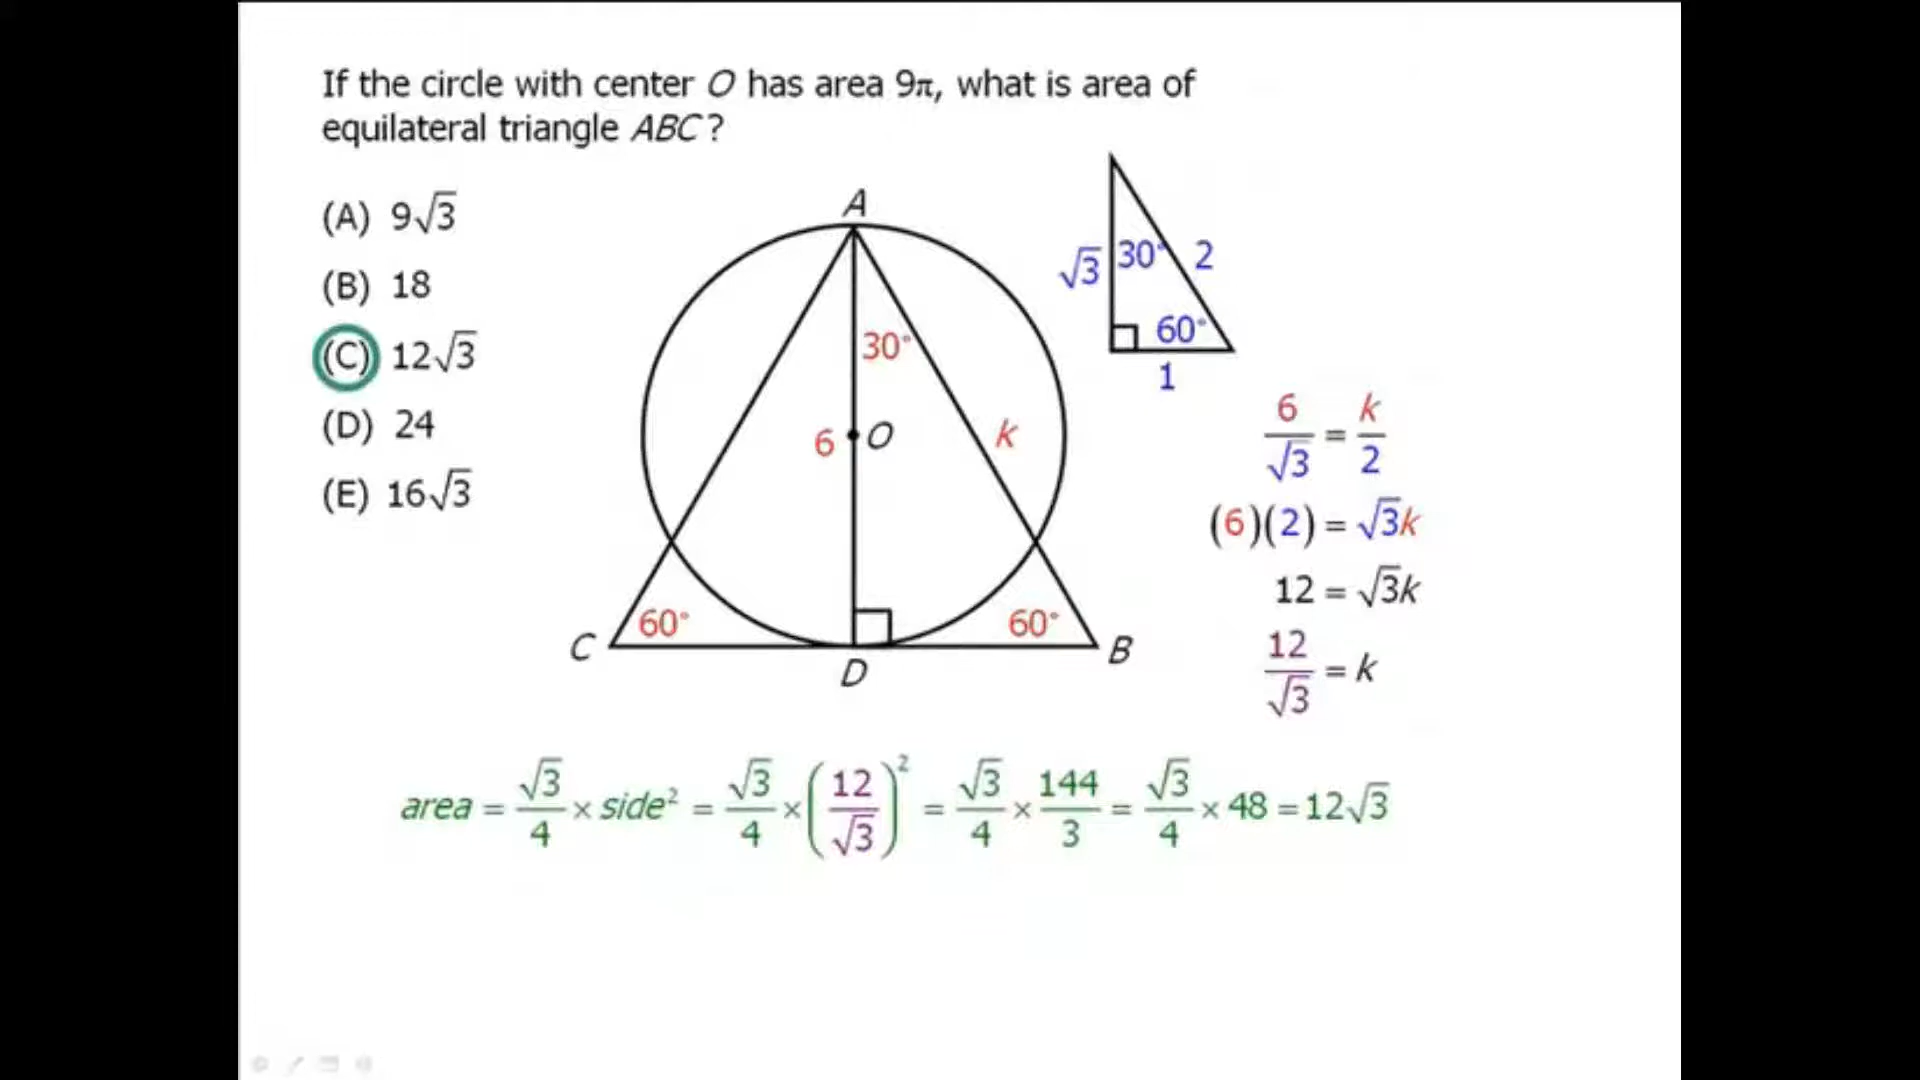 If the circle with center O has area 9π, what is area of
equilateral triangle ABC?
(A) 9√3
(B) 18
(C) 12√3
(D) 24
(E) 16√3
A
30°
6
O
k
60°
60°
C
B
D
√3
30°
2
60°
1
6/√3 = k/2
(6)(2) = √3k
12 = √3k
12/√3 = k
area = √3/4 × side² = √3/4 × (12/√3)² = √3/4 × 144/3 = √3/4 × 48 = 12√3